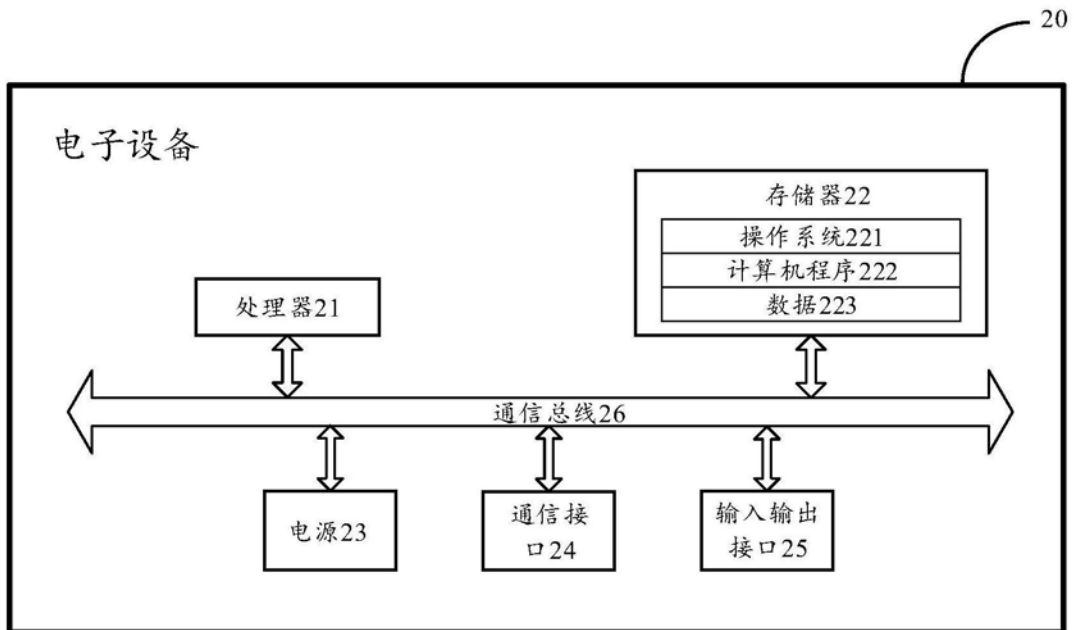 20
电子设备
存储器22
操作系统221
计算机程序222
数据223
处理器21
通信总线26
电源23
通信接
口24
输入输出
接口25